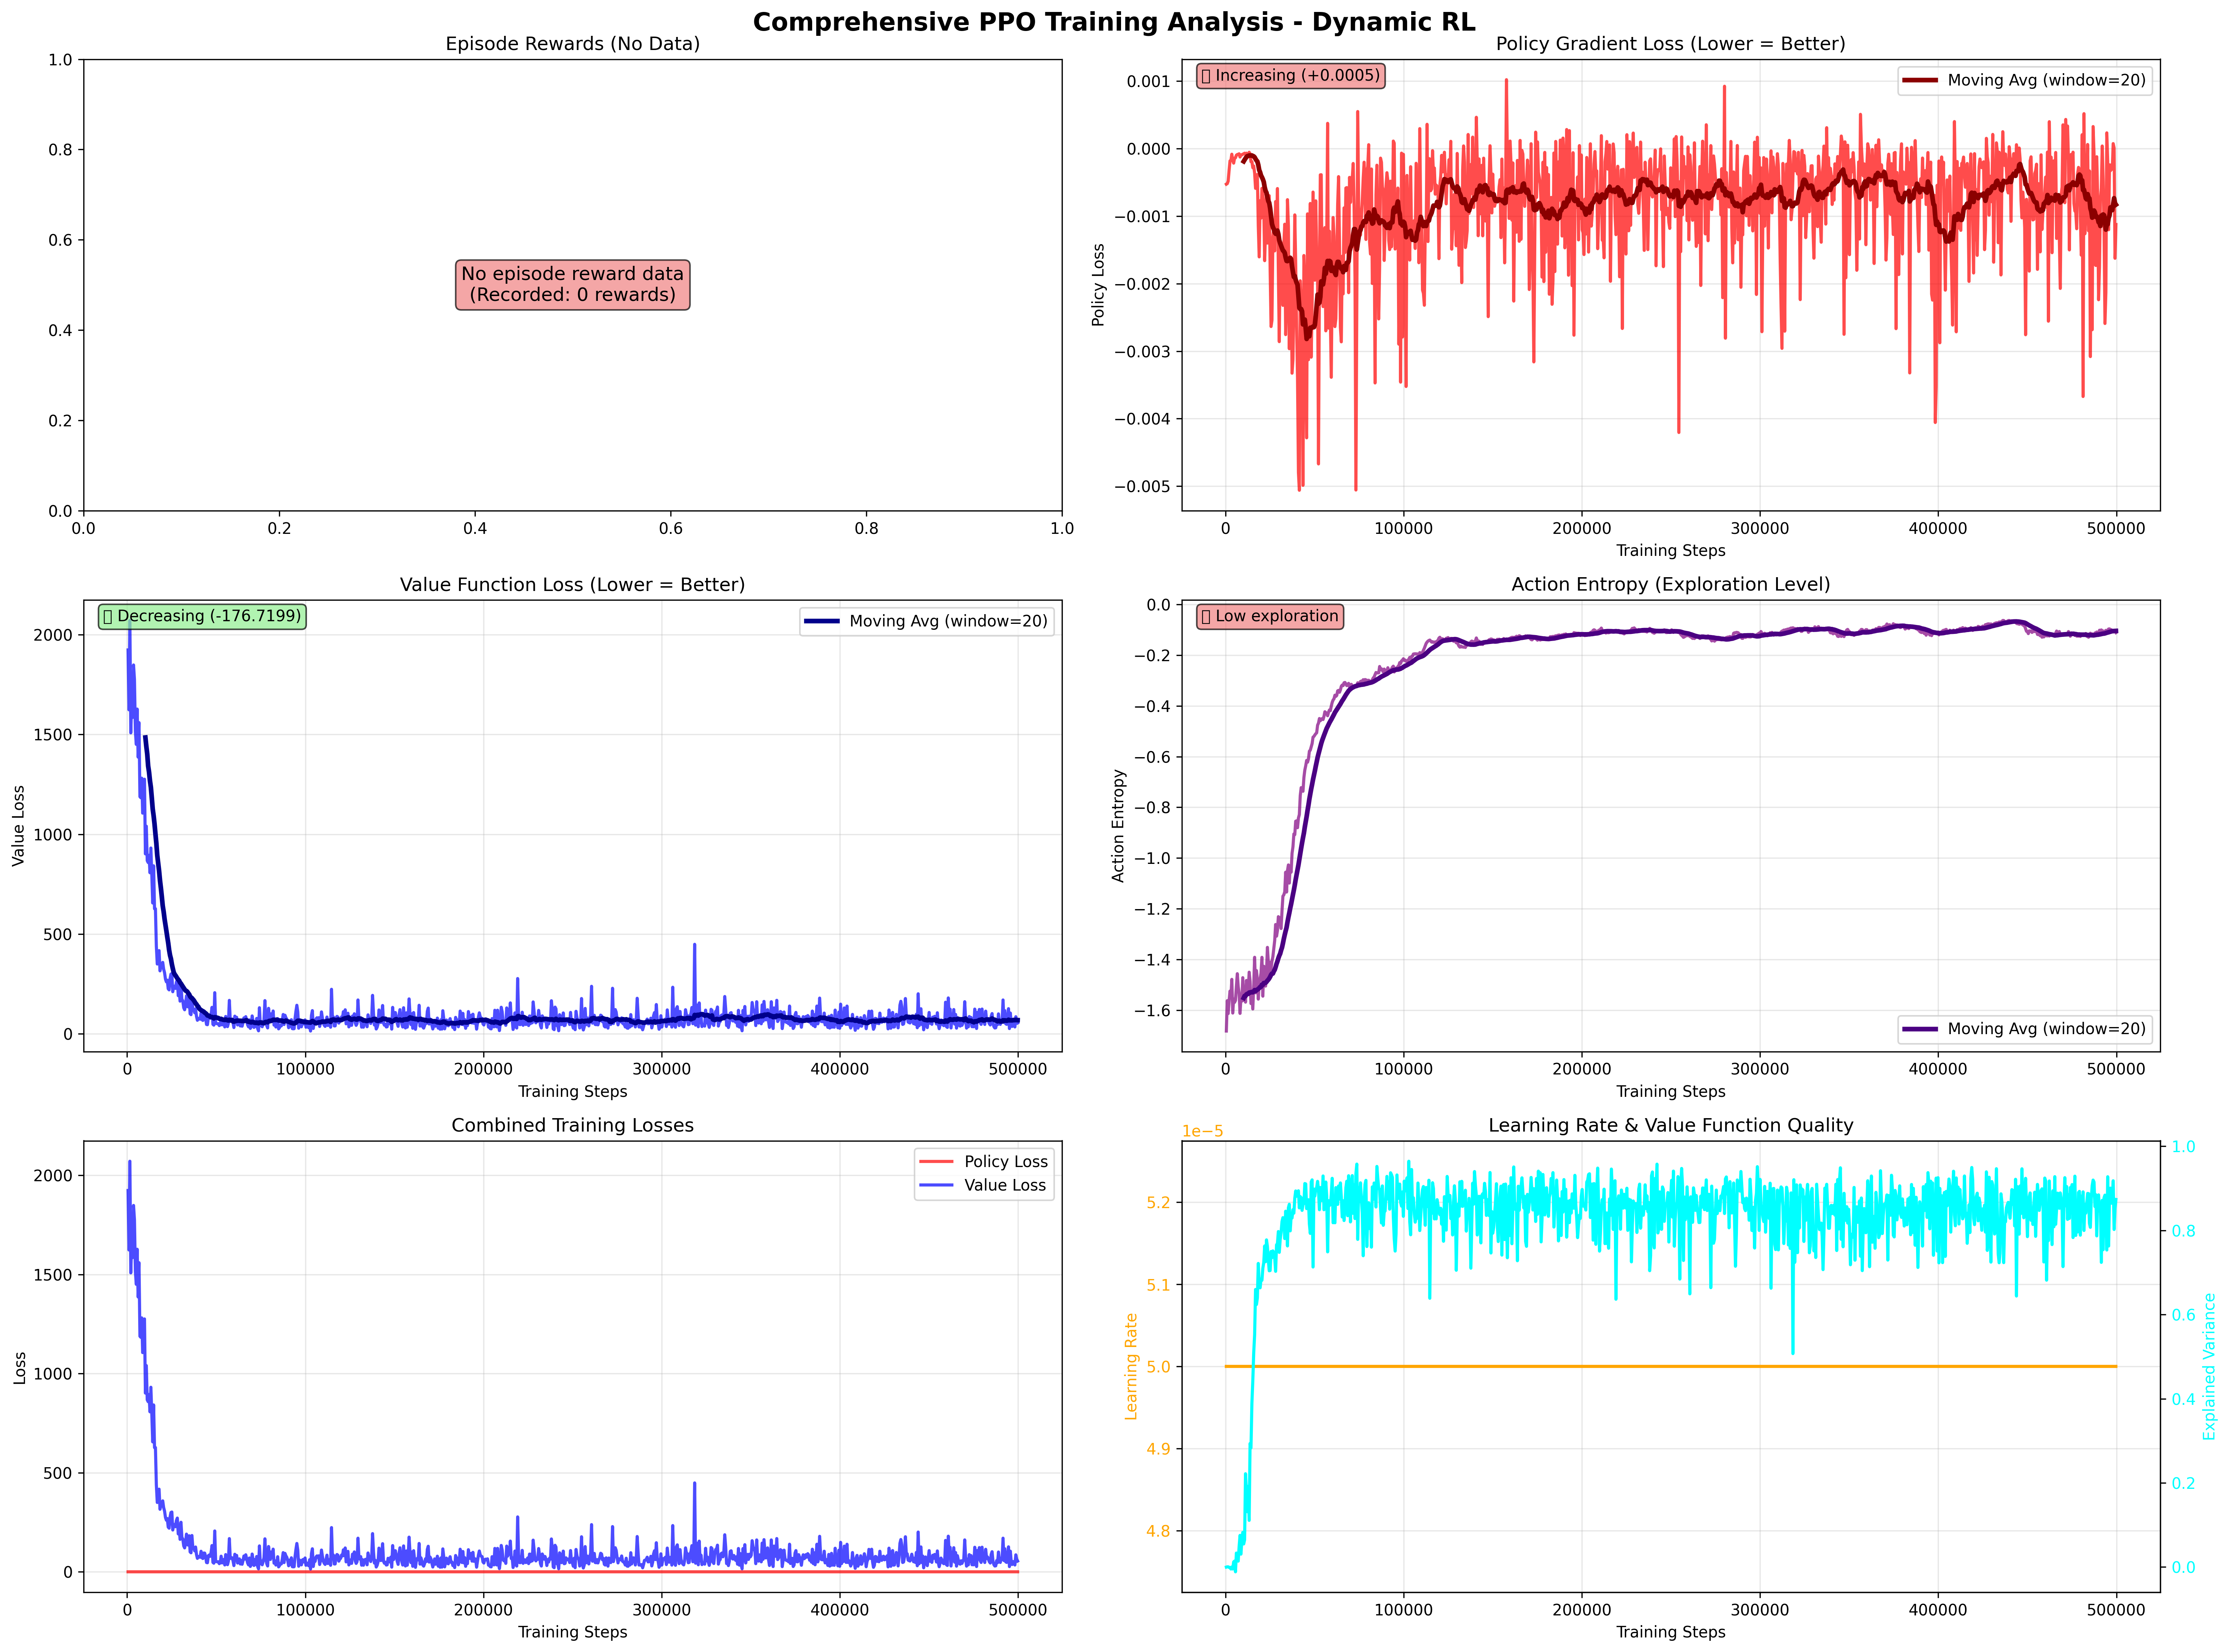 Comprehensive PPO Training Analysis - Dynamic RL
Episode Rewards (No Data)
1.0
0.8
0.6
0.4
0.2
0.0
No episode reward data
(Recorded: 0 rewards)
0.0 0.2 0.4 0.6 0.8 1.0
Policy Gradient Loss (Lower = Better)
Increasing (+0.0005)
Moving Avg (window=20)
Policy Loss
0.001
0.000
−0.001
−0.002
−0.003
−0.004
−0.005
0 100000 200000 300000 400000 500000
Training Steps
Value Function Loss (Lower = Better)
Decreasing (-176.7199)
Moving Avg (window=20)
Value Loss
2000
1500
1000
500
0
0 100000 200000 300000 400000 500000
Training Steps
Action Entropy (Exploration Level)
Low exploration
Action Entropy
0.0
−0.2
−0.4
−0.6
−0.8
−1.0
−1.2
−1.4
−1.6
Moving Avg (window=20)
0 100000 200000 300000 400000 500000
Training Steps
Combined Training Losses
Policy Loss
Value Loss
Loss
2000
1500
1000
500
0
0 100000 200000 300000 400000 500000
Training Steps
Learning Rate & Value Function Quality
1e−5
Learning Rate
5.2
5.1
5.0
4.9
4.8
1.0
0.8
0.6
0.4
0.2
0.0
Explained Variance
0 100000 200000 300000 400000 500000
Training Steps